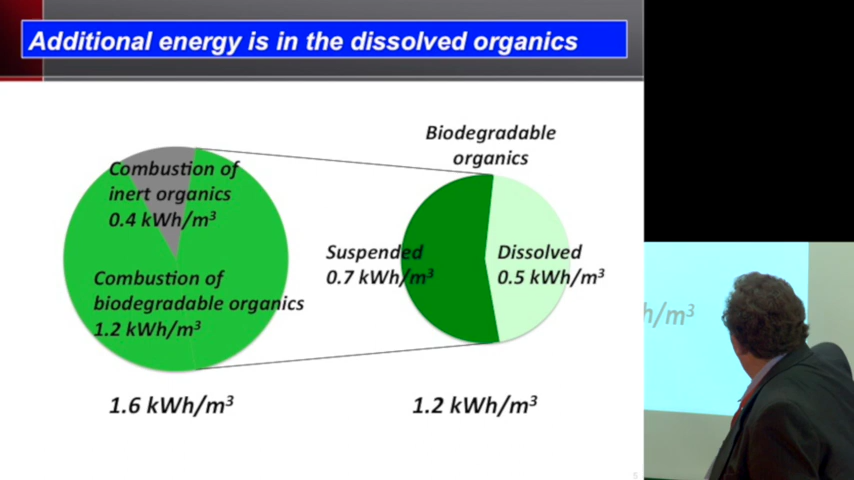 Additional energy is in the dissolved organics
Combustion of
inert organics
0.4 kWh/m³
Combustion of
biodegradable organics
1.2 kWh/m³
1.6 kWh/m³
Biodegradable
organics
Suspended
0.7 kWh/m³
Dissolved
0.5 kWh/m³
1.2 kWh/m³
5
h/m³